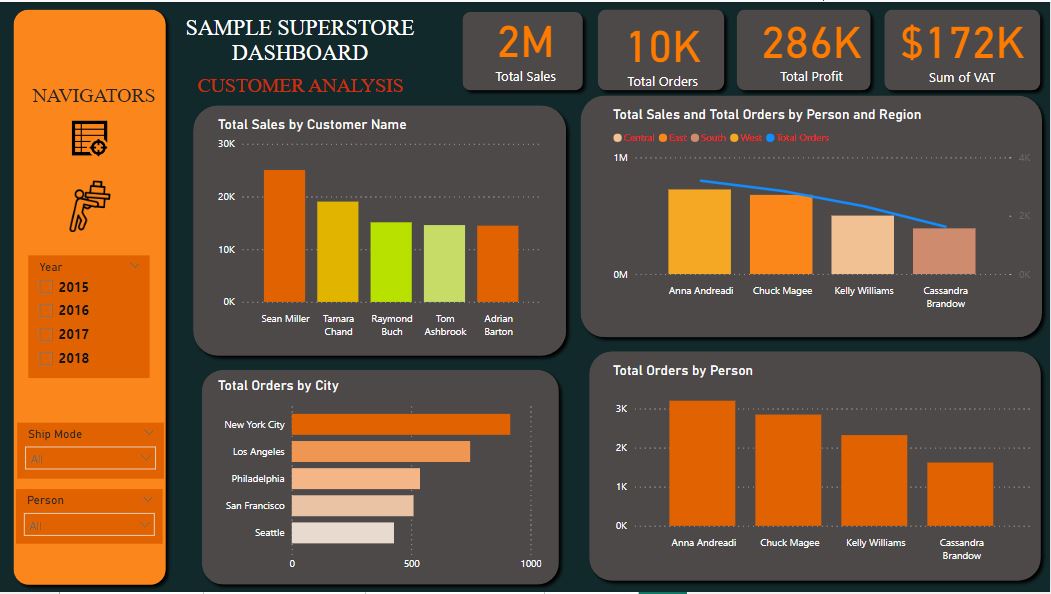 SAMPLE SUPERSTORE
DASHBOARD
CUSTOMER ANALYSIS
2M
Total Sales
10K
Total Orders
286K
Total Profit
$172K
Sum of VAT
NAVIGATORS
Year
2015
2016
2017
2018
Ship Mode
All
Person
All
Total Sales by Customer Name
30K
20K
10K
0K
Sean Miller
Tamara
Chand
Raymond
Buch
Tom
Ashbrook
Adrian
Barton
Total Sales and Total Orders by Person and Region
Central East South West Total Orders
1M
0M
4K
2K
0K
Anna Andreadi
Chuck Magee
Kelly Williams
Cassandra
Brandow
Total Orders by City
New York City
Los Angeles
Philadelphia
San Francisco
Seattle
0 500 1000
Total Orders by Person
3K
2K
1K
0K
Anna Andreadi
Chuck Magee
Kelly Williams
Cassandra
Brandow